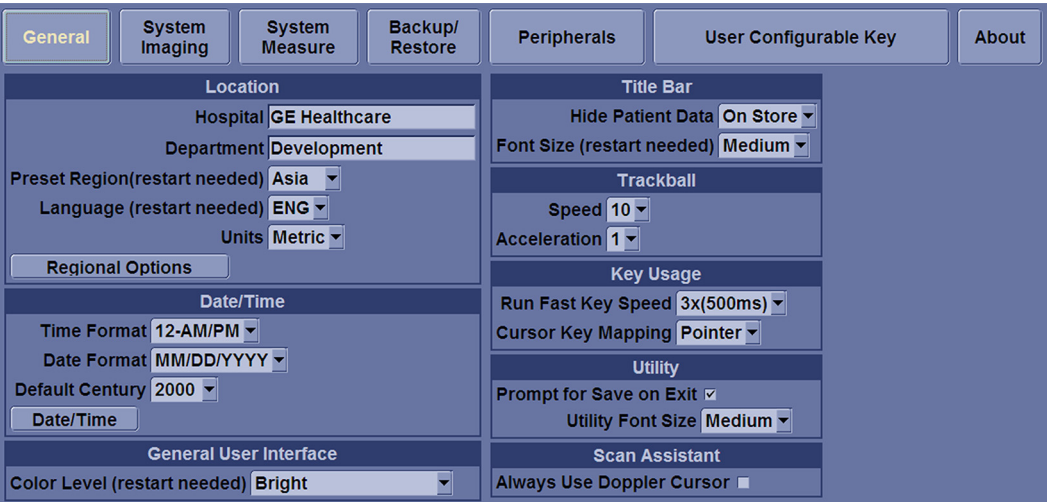 General
System
Imaging
System
Measure
Backup/
Restore
Peripherals
User Configurable Key
About
Location
Hospital GE Healthcare
Department Development
Preset Region(restart needed) Asia
Language (restart needed) ENG
Units Metric
Regional Options
Date/Time
Time Format 12-AM/PM
Date Format MM/DD/YYYY
Default Century 2000
Date/Time
General User Interface
Color Level (restart needed) Bright
Title Bar
Hide Patient Data On Store
Font Size (restart needed) Medium
Trackball
Speed 10
Acceleration 1
Key Usage
Run Fast Key Speed 3x(500ms)
Cursor Key Mapping Pointer
Utility
Prompt for Save on Exit
Utility Font Size Medium
Scan Assistant
Always Use Doppler Cursor